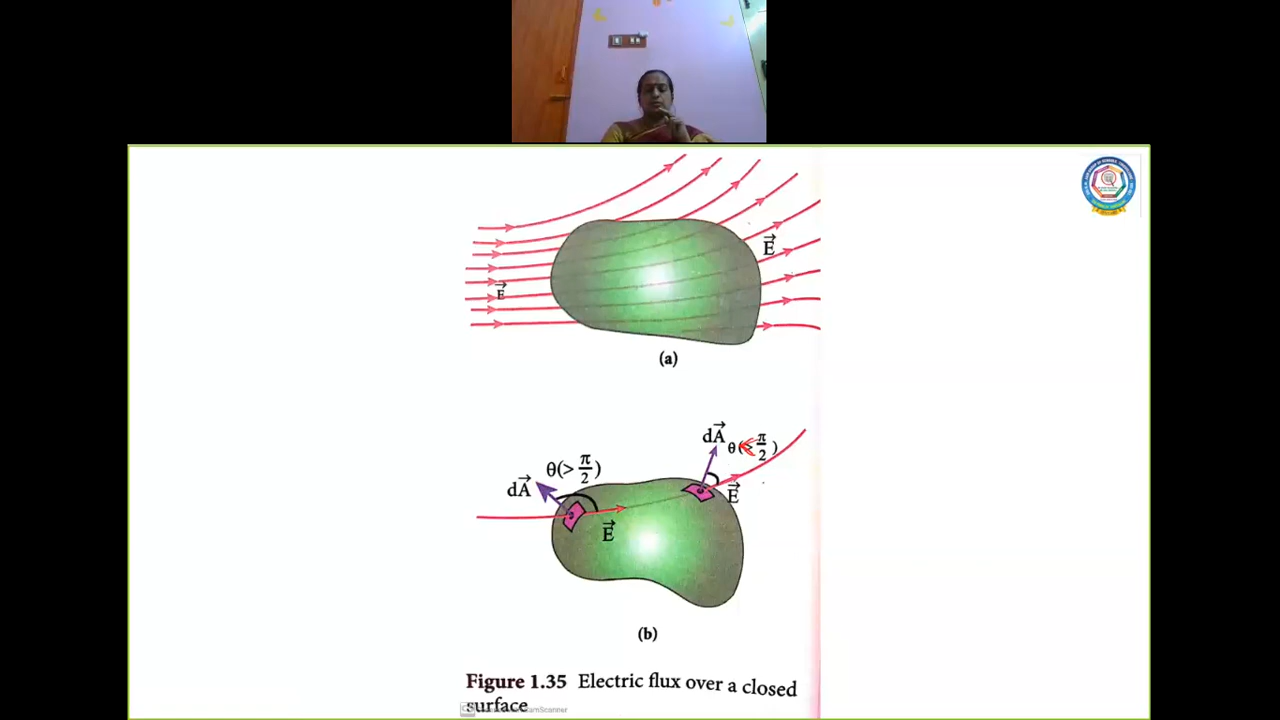 E
E
(a)
dA
θ(> π/2)
dA
θ(> π/2)
E
E
(b)
Figure 1.35 Electric flux over a closed
surface